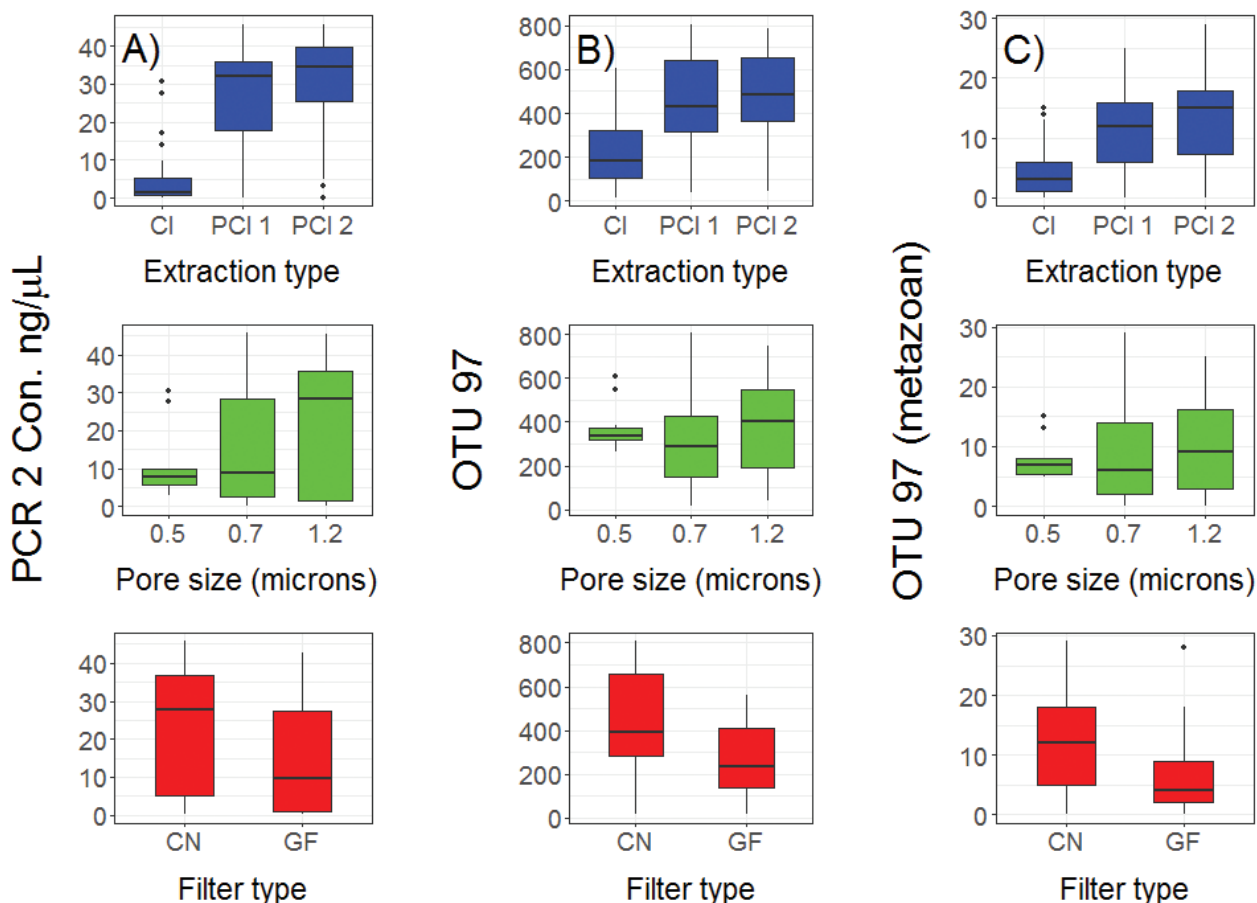 PCR 2 Con. ng/μL
A)
40
30
20
10
0
CI PCI 1 PCI 2
Extraction type
40
30
20
10
0
0.5 0.7 1.2
Pore size (microns)
40
30
20
10
0
CN GF
Filter type
OTU 97
B)
800
600
400
200
0
CI PCI 1 PCI 2
Extraction type
800
600
400
200
0
0.5 0.7 1.2
Pore size (microns)
800
600
400
200
0
CN GF
Filter type
OTU 97 (metazoan)
C)
30
20
10
0
CI PCI 1 PCI 2
Extraction type
30
20
10
0
0.5 0.7 1.2
Pore size (microns)
30
20
10
0
CN GF
Filter type